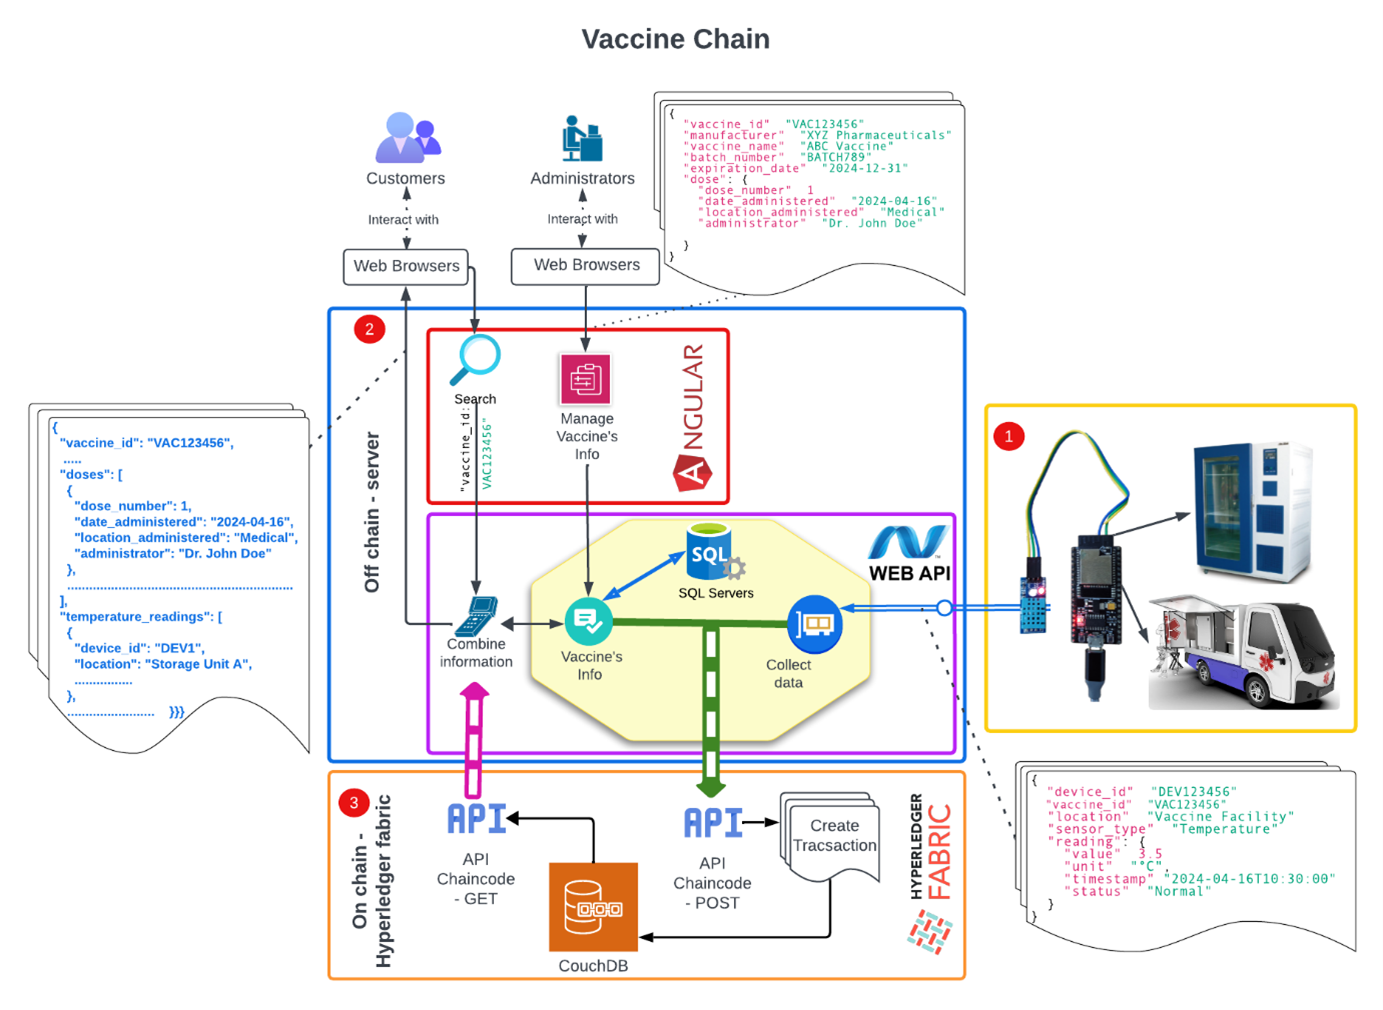 Vaccine Chain
Customers
Administrators
Interact with
Interact with
Web Browsers
Web Browsers
{
"vaccine_id" "VAC123456"
"manufacturer" "XYZ Pharmaceuticals"
"vaccine_name" "ABC Vaccine"
"batch_number" "BATCH789"
"expiration_date" "2024-12-31"
"dose": {
"dose_number" 1
"date_administered" "2024-04-16"
"location_administered" "Medical"
"administrator" "Dr. John Doe"
}
}
2
Off chain - server
Search
"vaccine_id:
VAC123456"
Manage
Vaccine's
Info
ANGULAR
{
"vaccine_id": "VAC123456",
.....
"doses": [
{
"dose_number": 1,
"date_administered": "2024-04-16",
"location_administered": "Medical",
"administrator": "Dr. John Doe"
},
......................................................
],
"temperature_readings": [
{
"device_id": "DEV1",
"location": "Storage Unit A",
...............
},
...................... }}}
1
SQL
SQL Servers
WEB API
Combine
information
Vaccine's
Info
Collect
data
3
On chain -
Hyperledger fabric
API
API
Chaincode
- GET
API
API
Chaincode
- POST
Create
Tracsaction
CouchDB
HYPERLEDGER
FABRIC
{
"device_id" "DEV123456"
"vaccine_id" "VAC123456"
"location" "Vaccine Facility"
"sensor_type" "Temperature"
"reading": {
"value" 3.5
"unit" "°C",
"timestamp" "2024-04-16T10:30:00"
"status" "Normal"
}
}